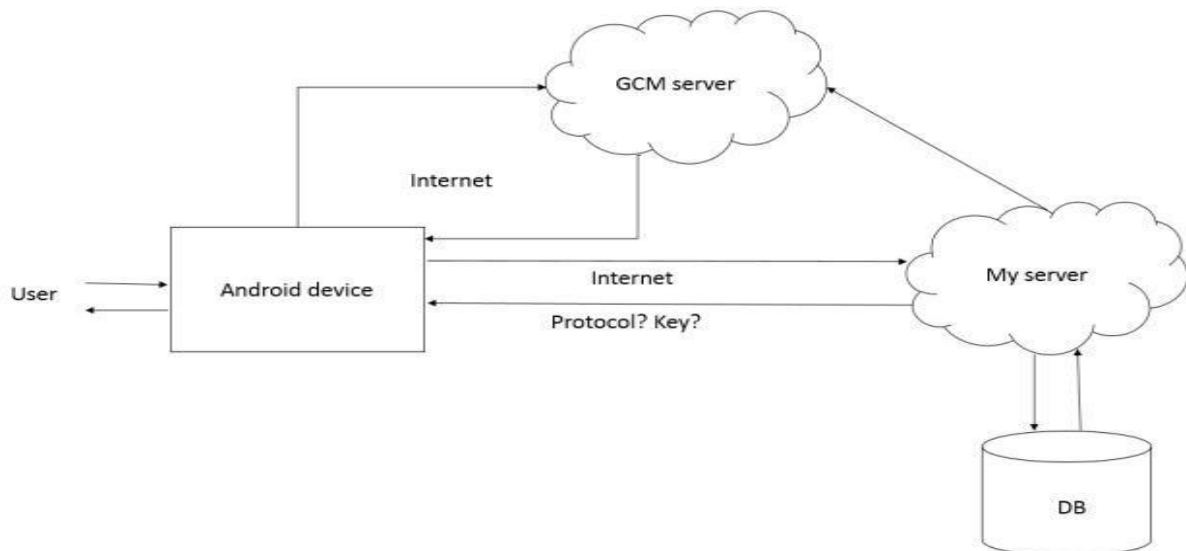 GCM server
Internet
My server
User
Android device
Internet
Protocol? Key?
DB